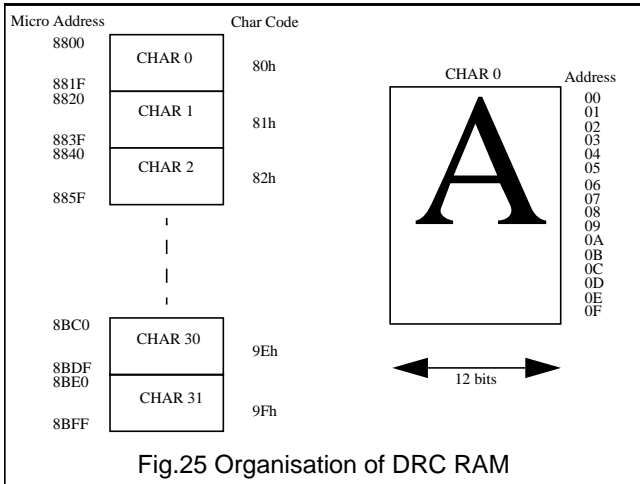 Micro Address Char Code
8800
CHAR 0
80h
881F
8820
CHAR 1
81h
883F
8840
CHAR 2
82h
885F
8BC0
CHAR 30
9Eh
8BDF
8BE0
CHAR 31
9Fh
8BFF
CHAR 0 Address
A
00
01
02
03
04
05
06
07
08
09
0A
0B
0C
0D
0E
0F
12 bits
Fig.25 Organisation of DRC RAM